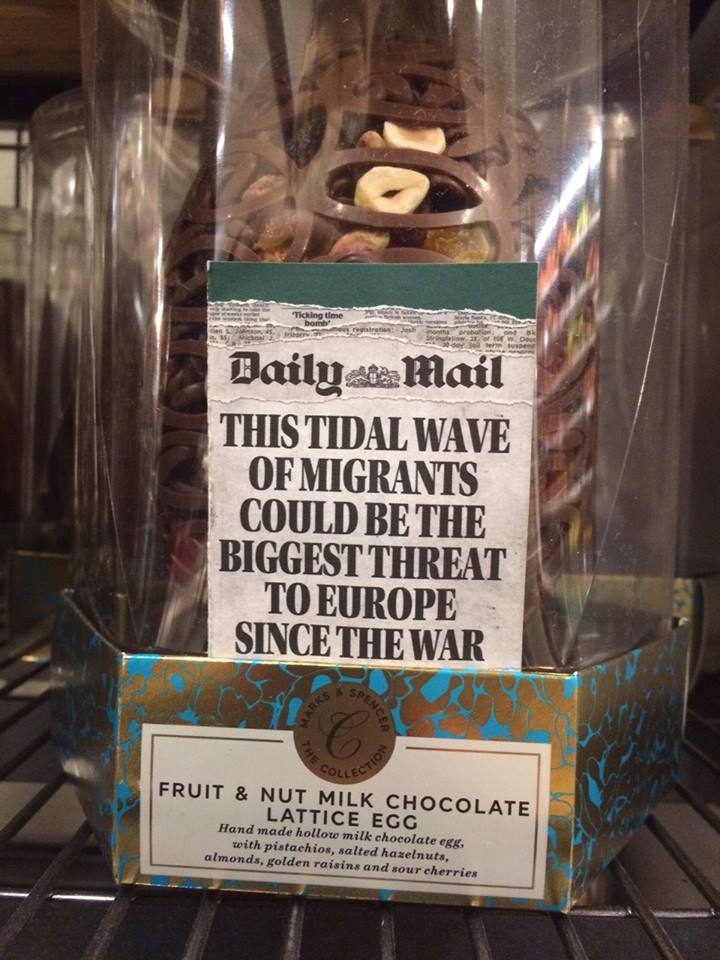 'Ticking time
bomb'
Daily Mail
THIS TIDAL WAVE
OF MIGRANTS
COULD BE THE
BIGGEST THREAT
TO EUROPE
SINCE THE WAR
MARKS & SPENCER
THE COLLECTION
FRUIT & NUT MILK CHOCOLATE
LATTICE EGG
Hand made hollow milk chocolate egg,
with pistachios, salted hazelnuts,
almonds, golden raisins and sour cherries